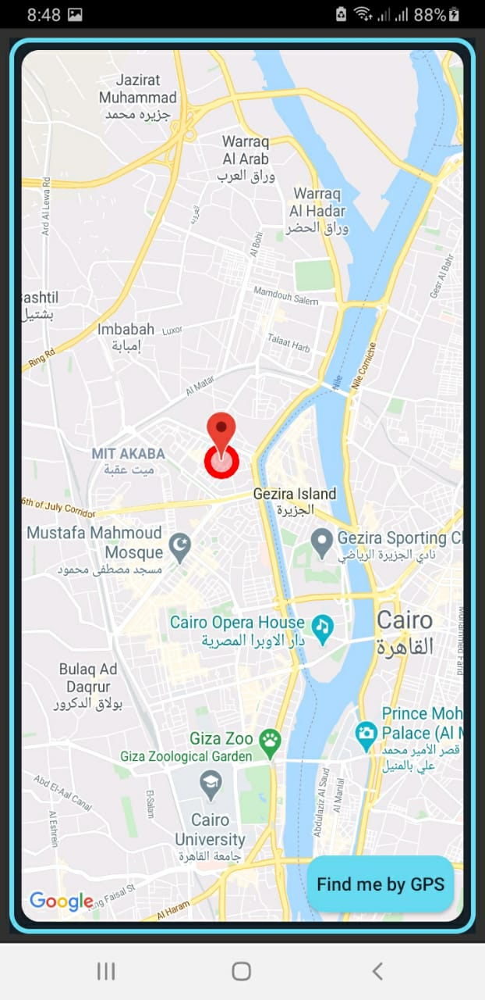 8:48
88%
Jazirat
Muhammad
جزيره محمد
Warraq
Al Arab
وراق العرب
Warraq
Al Hadar
وراق الحضر
Ard Al Lewa Rd
العروبه
Al Bohi
Gesr Al Bahr
Mamdouh Salem
ashtil
بشتيل
Imbabah
إمبابة
Luxor
Talaat Harb
Ring Rd
Al Matar
Nile
Nile Corniche
MIT AKABA
ميت عقبة
Gezira Island
الجزيرة
6th of July Corridor
Mustafa Mahmoud
Mosque
مسجد مصطفى محمود
Gezira Sporting Cl
نادي الجزيرة الرياضي
Cairo Opera House
دار الاوبرا المصرية
Cairo
القاهرة
Mohammed Farid
Bulaq Ad
Daqrur
بولاق الدكرور
Prince Moh
Palace (Al M
قصر الأمير محمد
علي بالمنيل
Giza Zoo
Giza Zoological Garden
Abd El-Aal Canal
El-Salam
Al Eshrein
Abdulaziz Al Saud
Al Manial
Cairo
University
جامعة القاهرة
Find me by GPS
Google
ng Faisal St
Al Haram